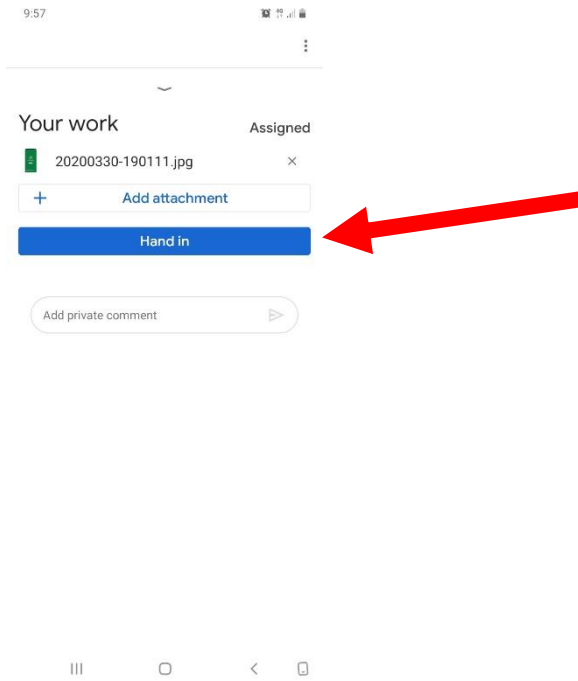 9:57
Your work
Assigned
20200330-190111.jpg
Add attachment
Hand in
Add private comment